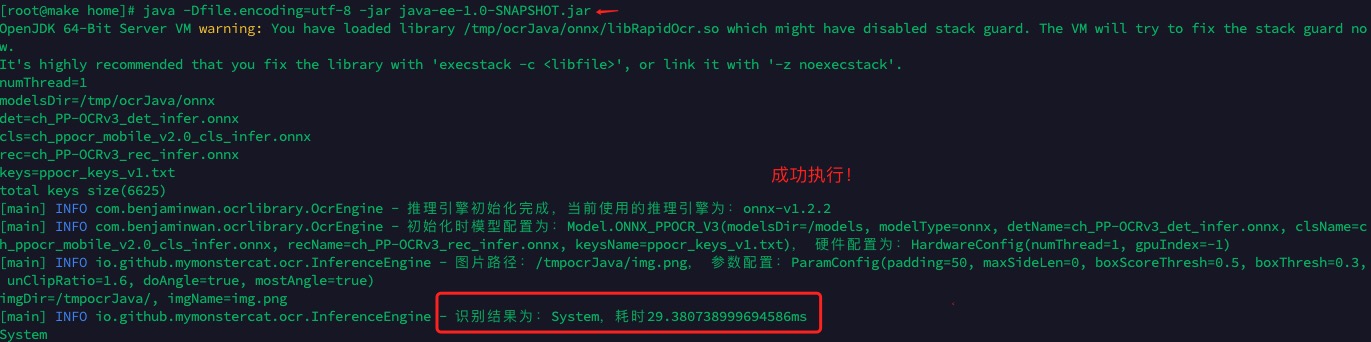 [root@make home]# java -Dfile.encoding=utf-8 -jar java-ee-1.0-SNAPSHOT.jar
OpenJDK 64-Bit Server VM warning: You have loaded library /tmp/ocrJava/onnx/libRapidOcr.so which might have disabled stack guard. The VM will try to fix the stack guard no
w.
It's highly recommended that you fix the library with 'execstack -c <libfile>', or link it with '-z noexecstack'.
numThread=1
modelsDir=/tmp/ocrJava/onnx
det=ch_PP-OCRv3_det_infer.onnx
cls=ch_ppocr_mobile_v2.0_cls_infer.onnx
rec=ch_PP-OCRv3_rec_infer.onnx
keys=ppocr_keys_v1.txt
成功执行！
total keys size(6625)
[main] INFO com.benjaminwan.ocrlibrary.OcrEngine - 推理引擎初始化完成，当前使用的推理引擎为：onnx-v1.2.2
[main] INFO com.benjaminwan.ocrlibrary.OcrEngine - 初始化时模型配置为：Model.ONNX_PPOCR_V3(modelsDir=/models, modelType=onnx, detName=ch_PP-OCRv3_det_infer.onnx, clsName=c
h_ppocr_mobile_v2.0_cls_infer.onnx, recName=ch_PP-OCRv3_rec_infer.onnx, keysName=ppocr_keys_v1.txt)， 硬件配置为：HardwareConfig(numThread=1, gpuIndex=-1)
[main] INFO io.github.mymonstercat.ocr.InferenceEngine - 图片路径：/tmpocrJava/img.png， 参数配置：ParamConfig(padding=50, maxSideLen=0, boxScoreThresh=0.5, boxThresh=0.3,
unClipRatio=1.6, doAngle=true, mostAngle=true)
imgDir=/tmpocrJava/, imgName=img.png
[main] INFO io.github.mymonstercat.ocr.InferenceEngine - 识别结果为：System，耗时29.380738999694586ms
System